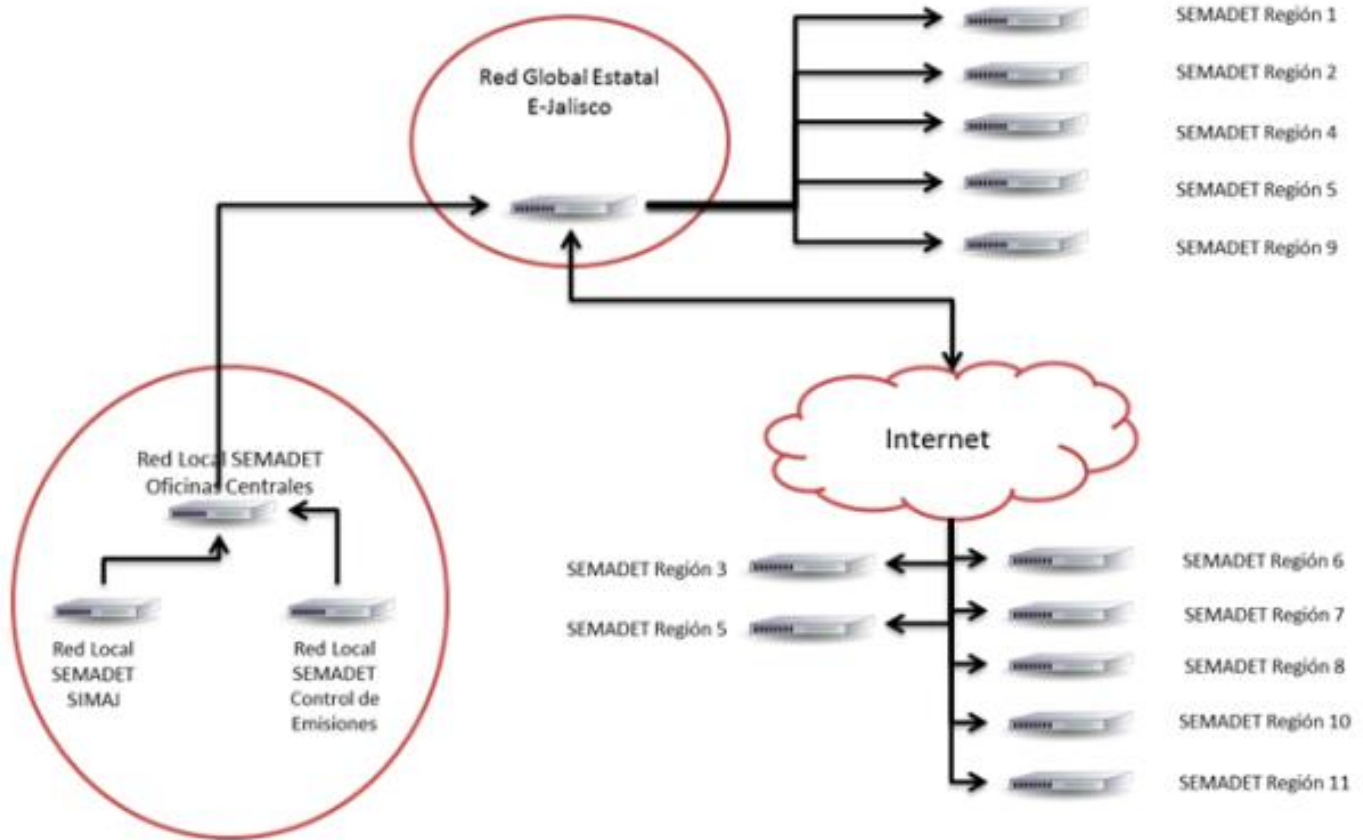 Red Global Estatal
E-Jalisco
SEMADET Región 1
SEMADET Región 2
SEMADET Región 4
SEMADET Región 5
SEMADET Región 9
Internet
Red Local SEMADET
Oficinas Centrales
Red Local
SEMADET
SIMAJ
Red Local
SEMADET
Control de
Emisiones
SEMADET Región 3
SEMADET Región 5
SEMADET Región 6
SEMADET Región 7
SEMADET Región 8
SEMADET Región 10
SEMADET Región 11